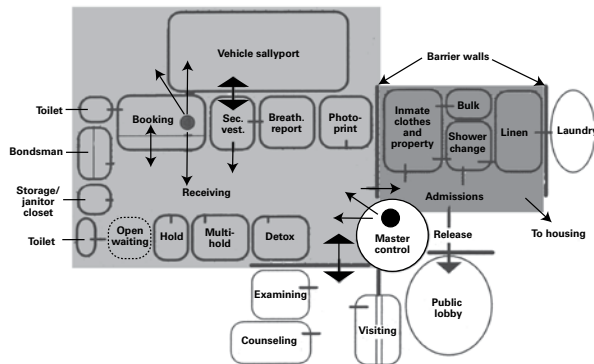 Vehicle sallyport
Barrier walls
Toilet
Booking
Sec.
vest.
Breath.
report
Photo-
print
Inmate
clothes
and
property
Bulk
Shower
change
Linen
Laundry
Bondsman
Storage/
janitor
closet
Receiving
Admissions
Toilet
Open
waiting
Hold
Multi-
hold
Detox
Master
control
Release
To housing
Examining
Counseling
Visiting
Public
lobby